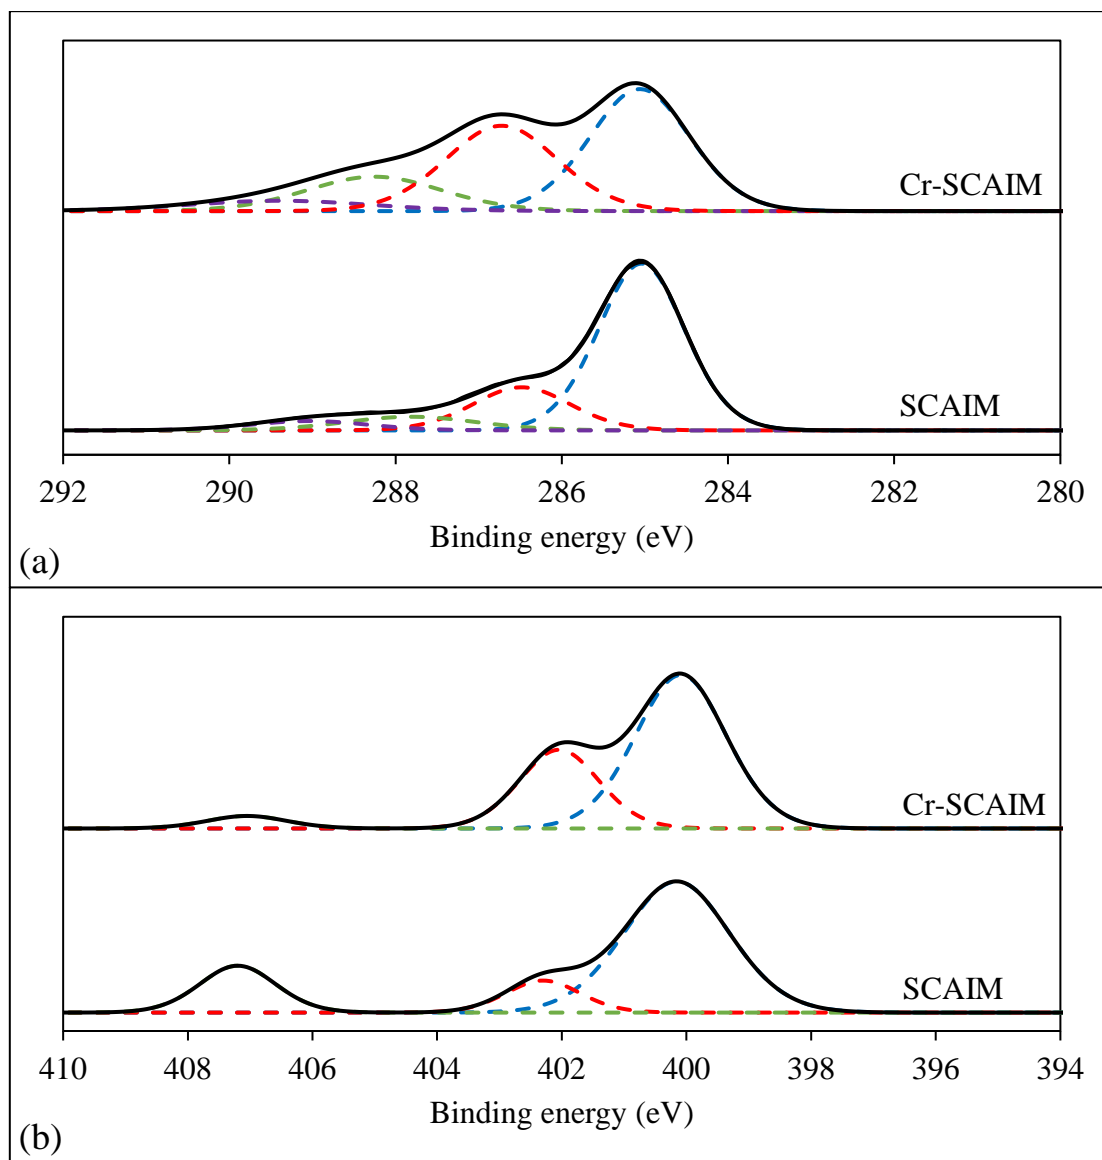 Cr-SCAIM
SCAIM
292 290 288 286 284 282 280
Binding energy (eV)
(a)
Cr-SCAIM
SCAIM
410 408 406 404 402 400 398 396 394
Binding energy (eV)
(b)